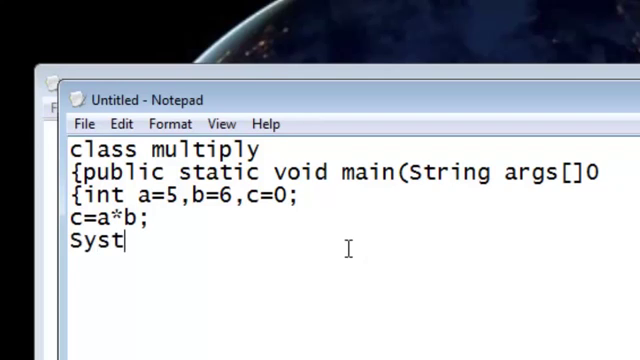 Untitled - Notepad
File Edit Format View Help
class multiply
{public static void main(String args[]0
{int a=5,b=6,c=0;
c=a*b;
Syst